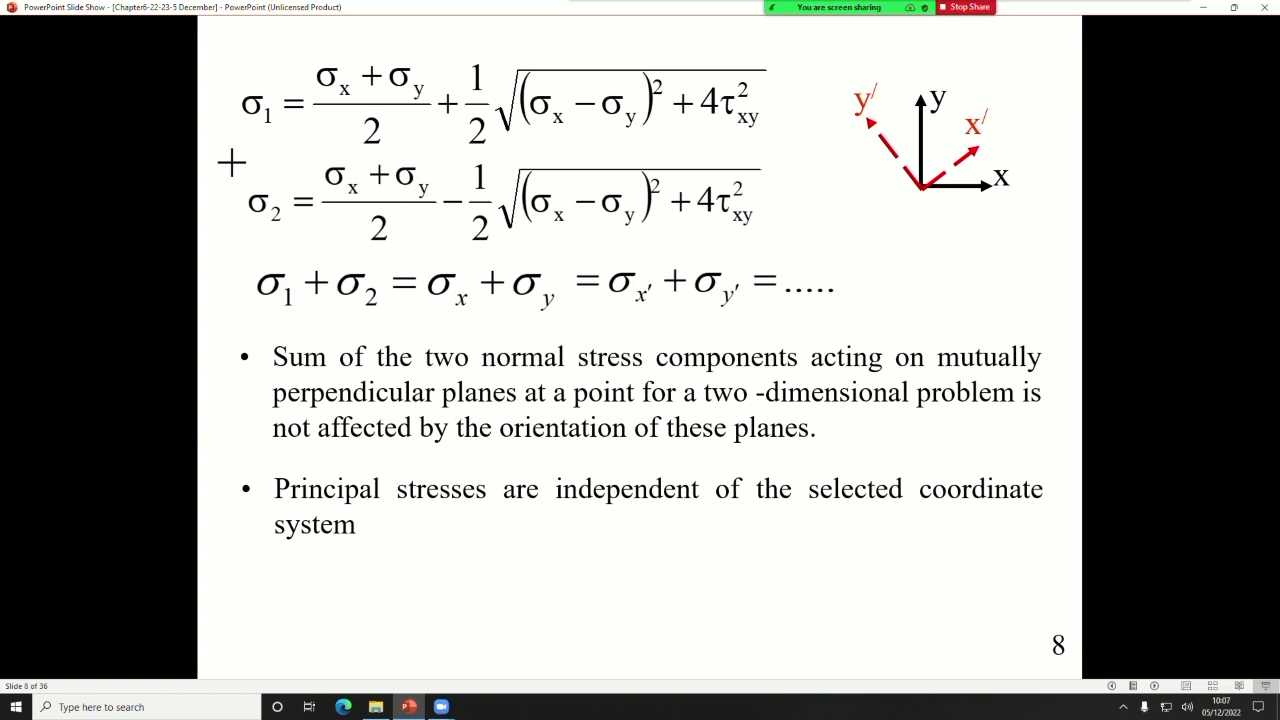 PowerPoint Slide Show - [Chapter6-22-23-5 December] - PowerPoint (Unlicensed Product)
You are screen sharing
Stop Share
σ₁ = (σx + σy)/2 + 1/2 √((σx − σy)² + 4τ²xy)
+
σ₂ = (σx + σy)/2 − 1/2 √((σx − σy)² + 4τ²xy)
y/
y
x/
x
σ₁ + σ₂ = σx + σy = σx′ + σy′ = .....
• Sum of the two normal stress components acting on mutually
perpendicular planes at a point for a two -dimensional problem is
not affected by the orientation of these planes.
• Principal stresses are independent of the selected coordinate
system
8
Slide 8 of 36
Type here to search
10:07
05/12/2022